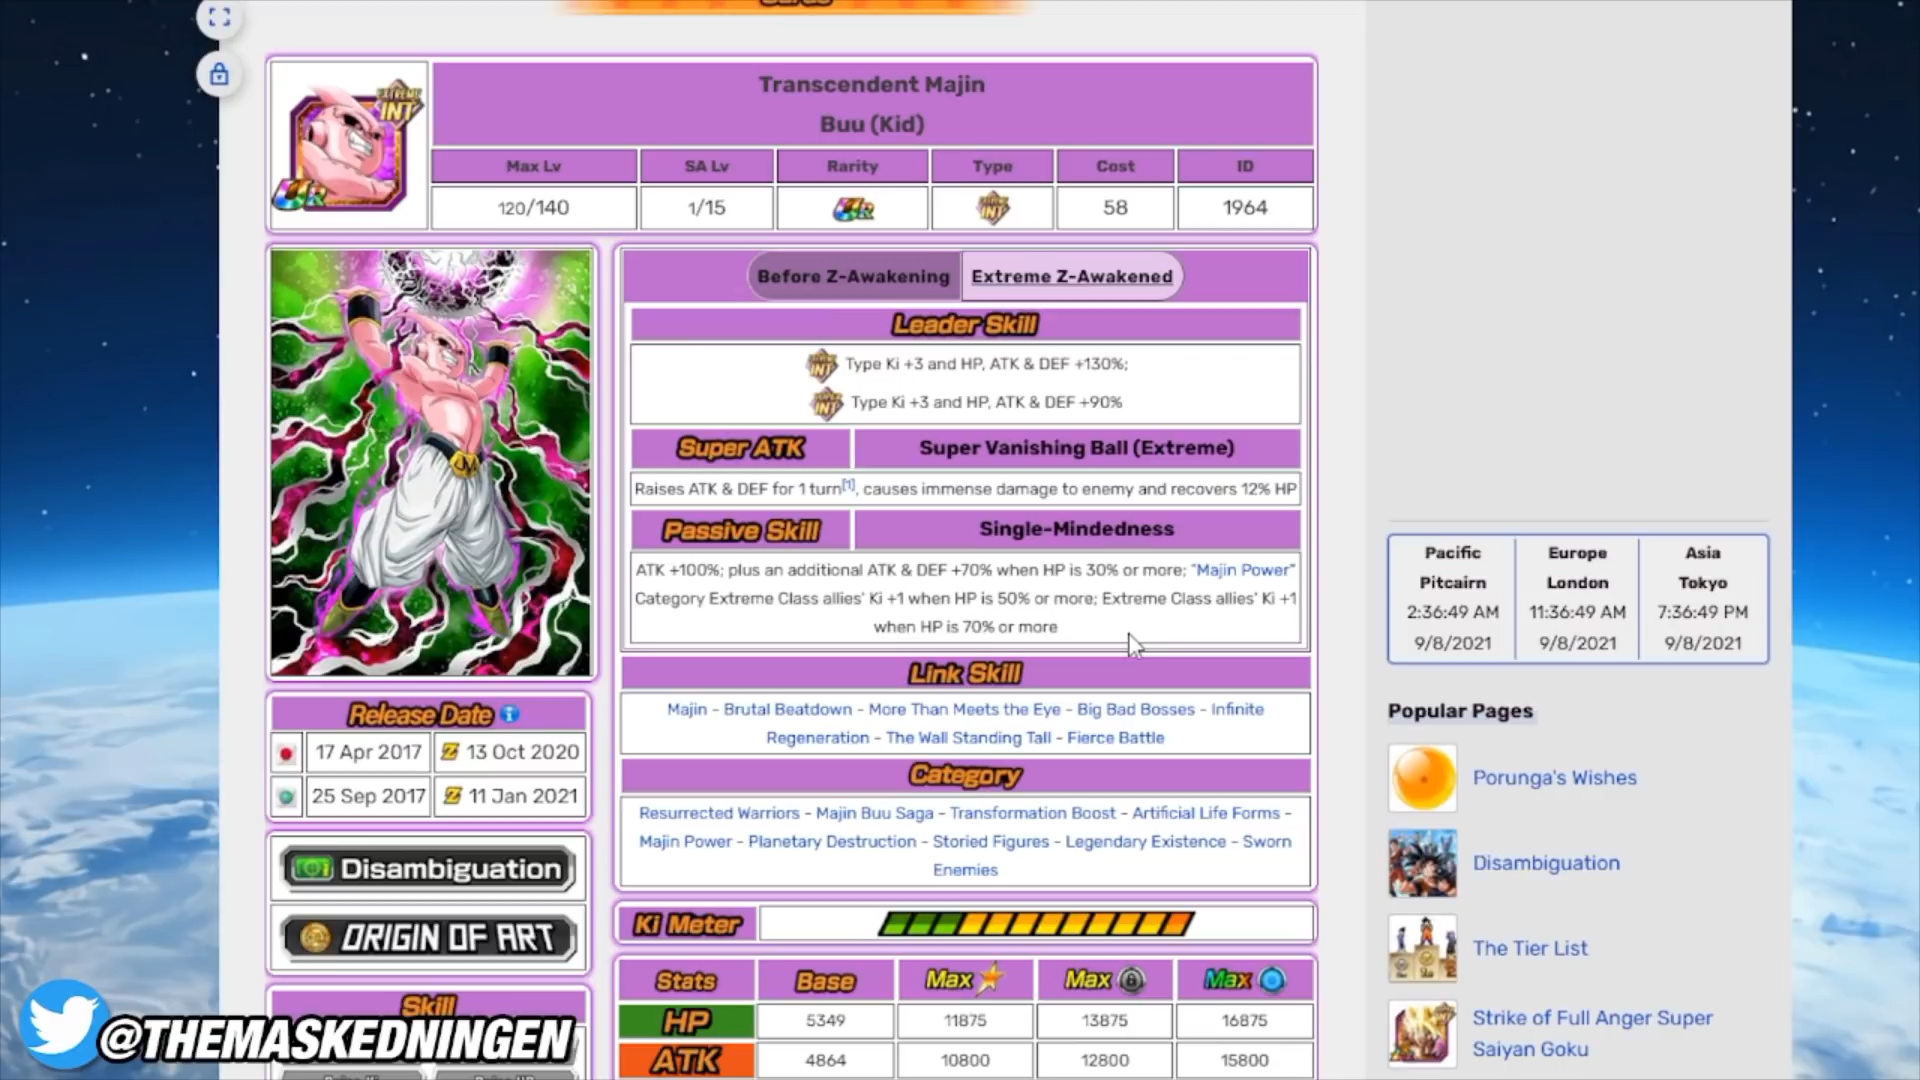 Transcendent Majin
Buu (Kid)
EXTREME
INT
UR
Max Lv
SA Lv
Rarity
Type
Cost
ID
120/140
1/15
UR
INT
58
1964
Before Z-Awakening
Extreme Z-Awakened
Leader Skill
INT Type Ki +3 and HP, ATK & DEF +130%;
INT Type Ki +3 and HP, ATK & DEF +90%
Super ATK
Super Vanishing Ball (Extreme)
Raises ATK & DEF for 1 turn[1], causes immense damage to enemy and recovers 12% HP
Passive Skill
Single-Mindedness
ATK +100%; plus an additional ATK & DEF +70% when HP is 30% or more; "Majin Power"
Category Extreme Class allies' Ki +1 when HP is 50% or more; Extreme Class allies' Ki +1
when HP is 70% or more
Link Skill
Majin - Brutal Beatdown - More Than Meets the Eye - Big Bad Bosses - Infinite
Regeneration - The Wall Standing Tall - Fierce Battle
Category
Resurrected Warriors - Majin Buu Saga - Transformation Boost - Artificial Life Forms -
Majin Power - Planetary Destruction - Storied Figures - Legendary Existence - Sworn
Enemies
Ki Meter
Stats
Base
Max
Max
Max
HP
5349
11875
13875
16875
ATK
4864
10800
12800
15800
Release Date
17 Apr 2017
Z 13 Oct 2020
25 Sep 2017
Z 11 Jan 2021
Disambiguation
ORIGIN OF ART
Skill
@THEMASKEDNINGEN
Pacific
Pitcairn
2:36:49 AM
9/8/2021
Europe
London
11:36:49 AM
9/8/2021
Asia
Tokyo
7:36:49 PM
9/8/2021
Popular Pages
Porunga's Wishes
Disambiguation
The Tier List
Strike of Full Anger Super
Saiyan Goku